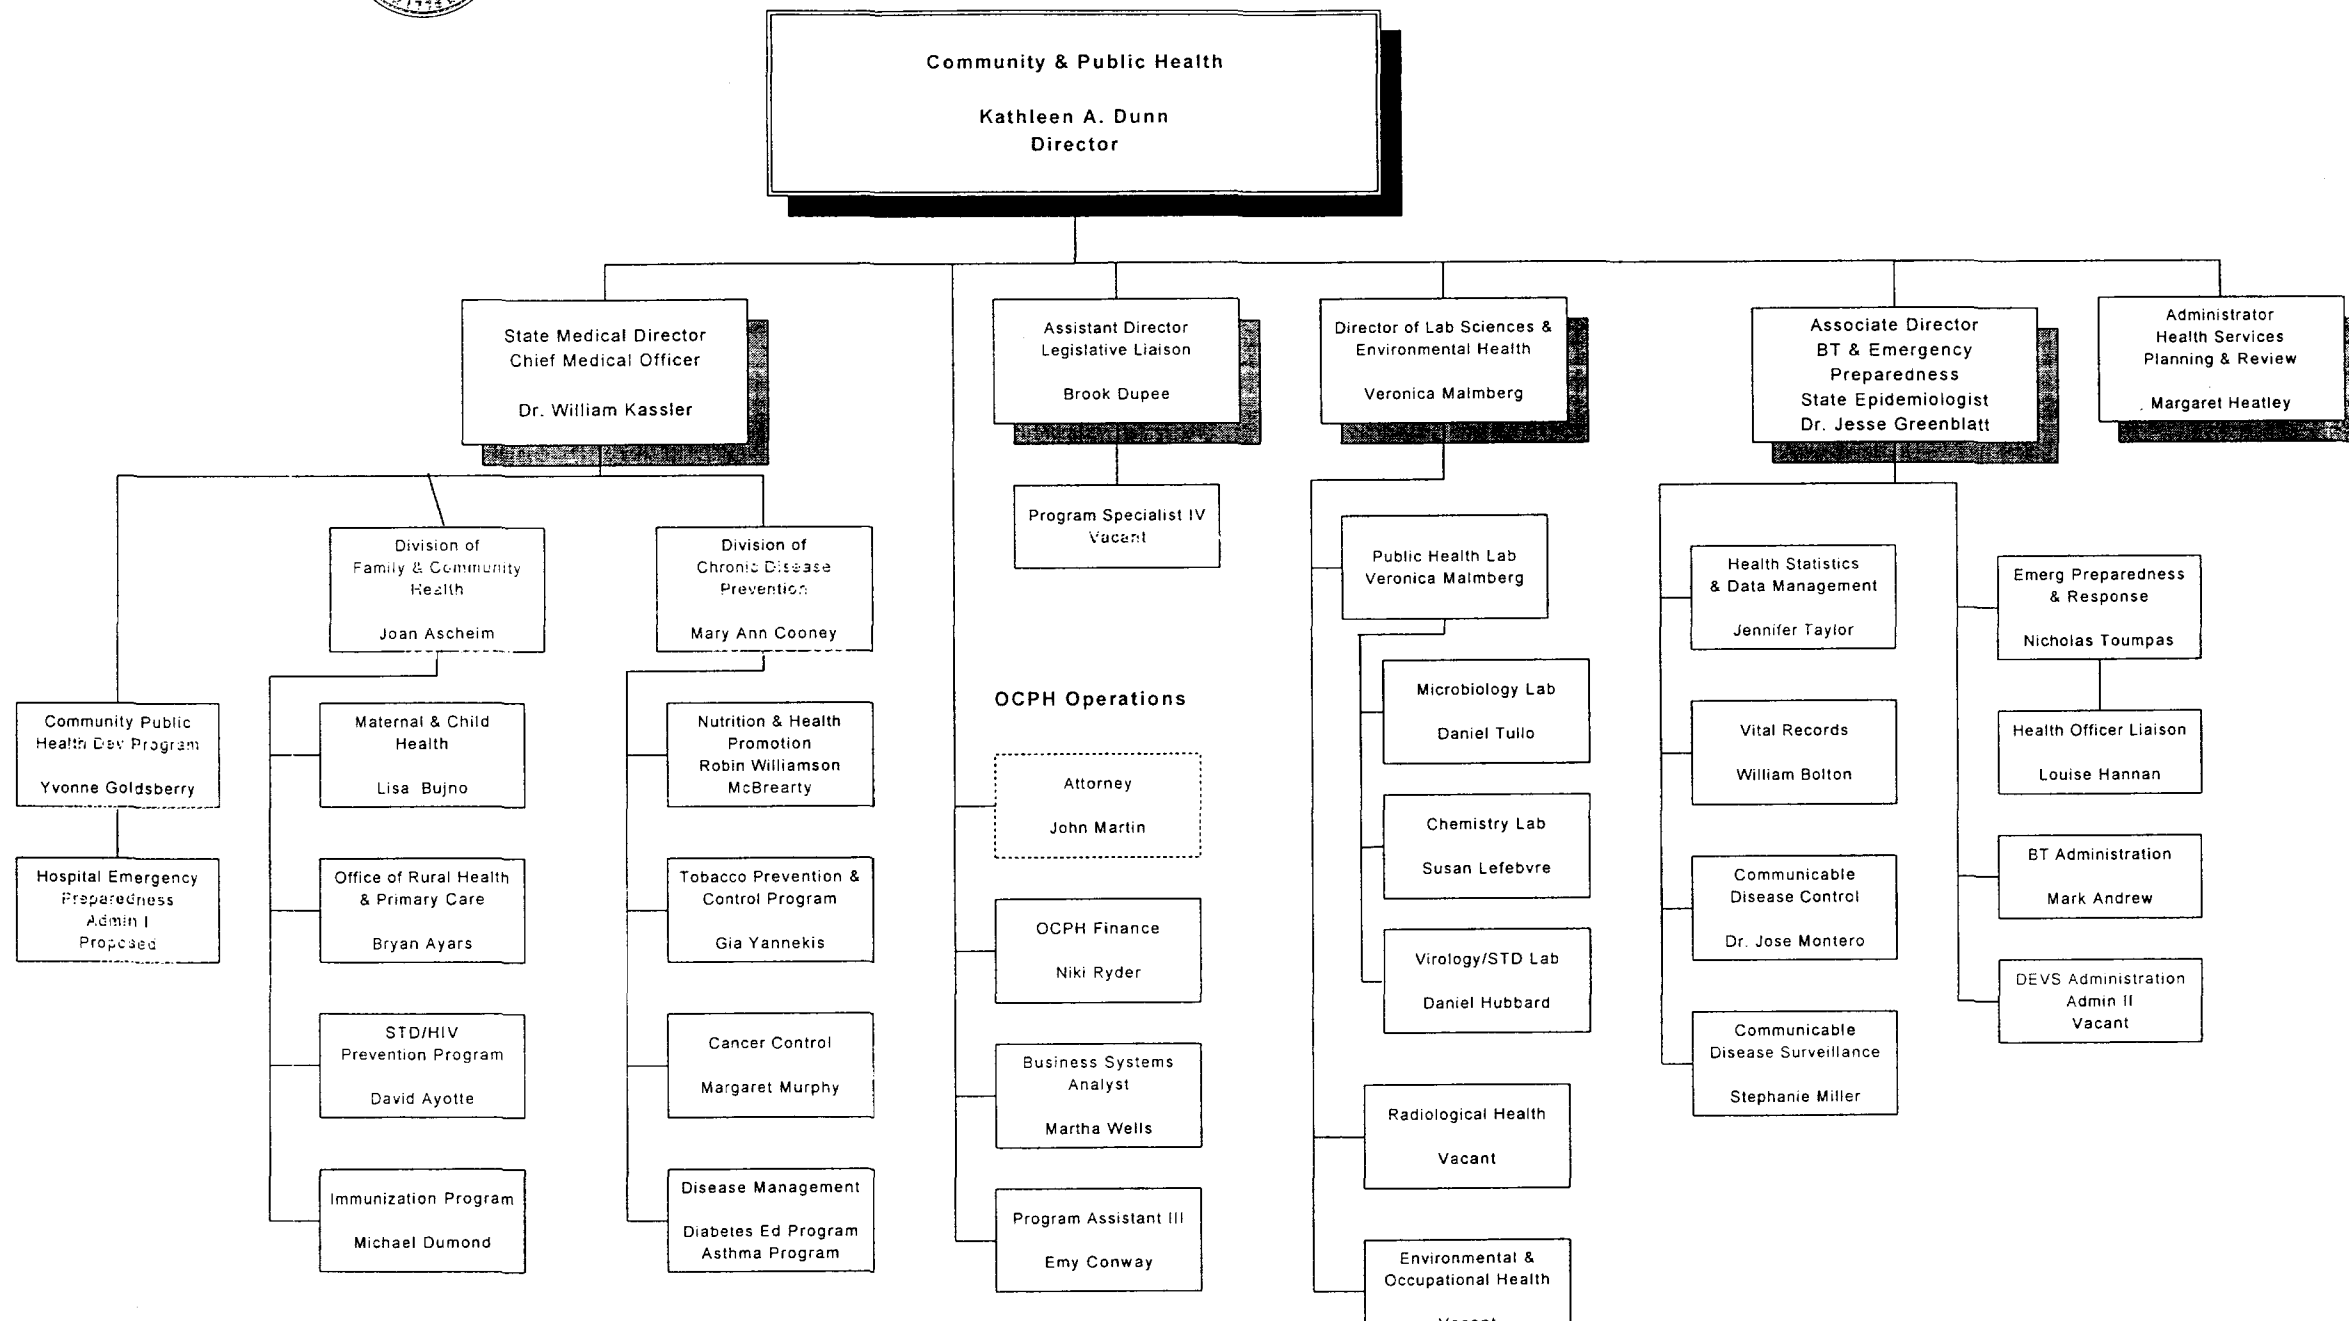 Community & Public Health
Kathleen A. Dunn
Director
State Medical Director
Chief Medical Officer
Dr. William Kassler
Assistant Director
Legislative Liaison
Brook Dupee
Director of Lab Sciences &
Environmental Health
Veronica Malmberg
Associate Director
BT & Emergency
Preparedness
State Epidemiologist
Dr. Jesse Greenblatt
Administrator
Health Services
Planning & Review
Margaret Heatley
Division of
Family & Community
Health
Joan Ascheim
Division of
Chronic Disease
Prevention
Mary Ann Cooney
Program Specialist IV
Vacant
Public Health Lab
Veronica Malmberg
Health Statistics
& Data Management
Jennifer Taylor
Emerg Preparedness
& Response
Nicholas Toumpas
Community Public
Health Dev Program
Yvonne Goldsberry
Hospital Emergency
Preparedness
Admin I
Proposed
Maternal & Child
Health
Lisa Bujno
Office of Rural Health
& Primary Care
Bryan Ayars
STD/HIV
Prevention Program
David Ayotte
Immunization Program
Michael Dumond
Nutrition & Health
Promotion
Robin Williamson
McBrearty
Tobacco Prevention &
Control Program
Gia Yannekis
Cancer Control
Margaret Murphy
Disease Management
Diabetes Ed Program
Asthma Program
OCPH Operations
Attorney
John Martin
OCPH Finance
Niki Ryder
Business Systems
Analyst
Martha Wells
Program Assistant III
Emy Conway
Microbiology Lab
Daniel Tullo
Chemistry Lab
Susan Lefebvre
Virology/STD Lab
Daniel Hubbard
Radiological Health
Vacant
Environmental &
Occupational Health
Vacant
Vital Records
William Bolton
Communicable
Disease Control
Dr. Jose Montero
Communicable
Disease Surveillance
Stephanie Miller
Health Officer Liaison
Louise Hannan
BT Administration
Mark Andrew
DEVS Administration
Admin II
Vacant